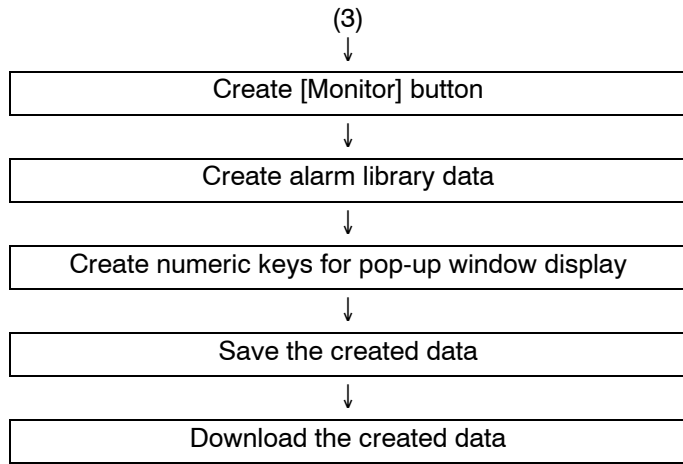 (3)
Create [Monitor] button
Create alarm library data
Create numeric keys for pop-up window display
Save the created data
Download the created data